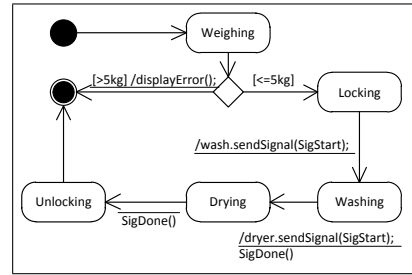 Weighing
[>5kg] /displayError();
[<=5kg]
Locking
/wash.sendSignal(SigStart);
Unlocking
Drying
Washing
SigDone()
/dryer.sendSignal(SigStart);
SigDone()